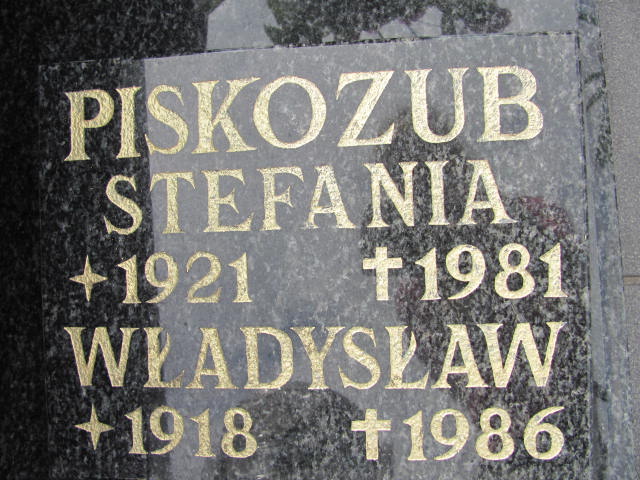 PISKOZUB
STEFANIA
✦1921 ✝1981
WŁADYSŁAW
✦1918 ✝1986